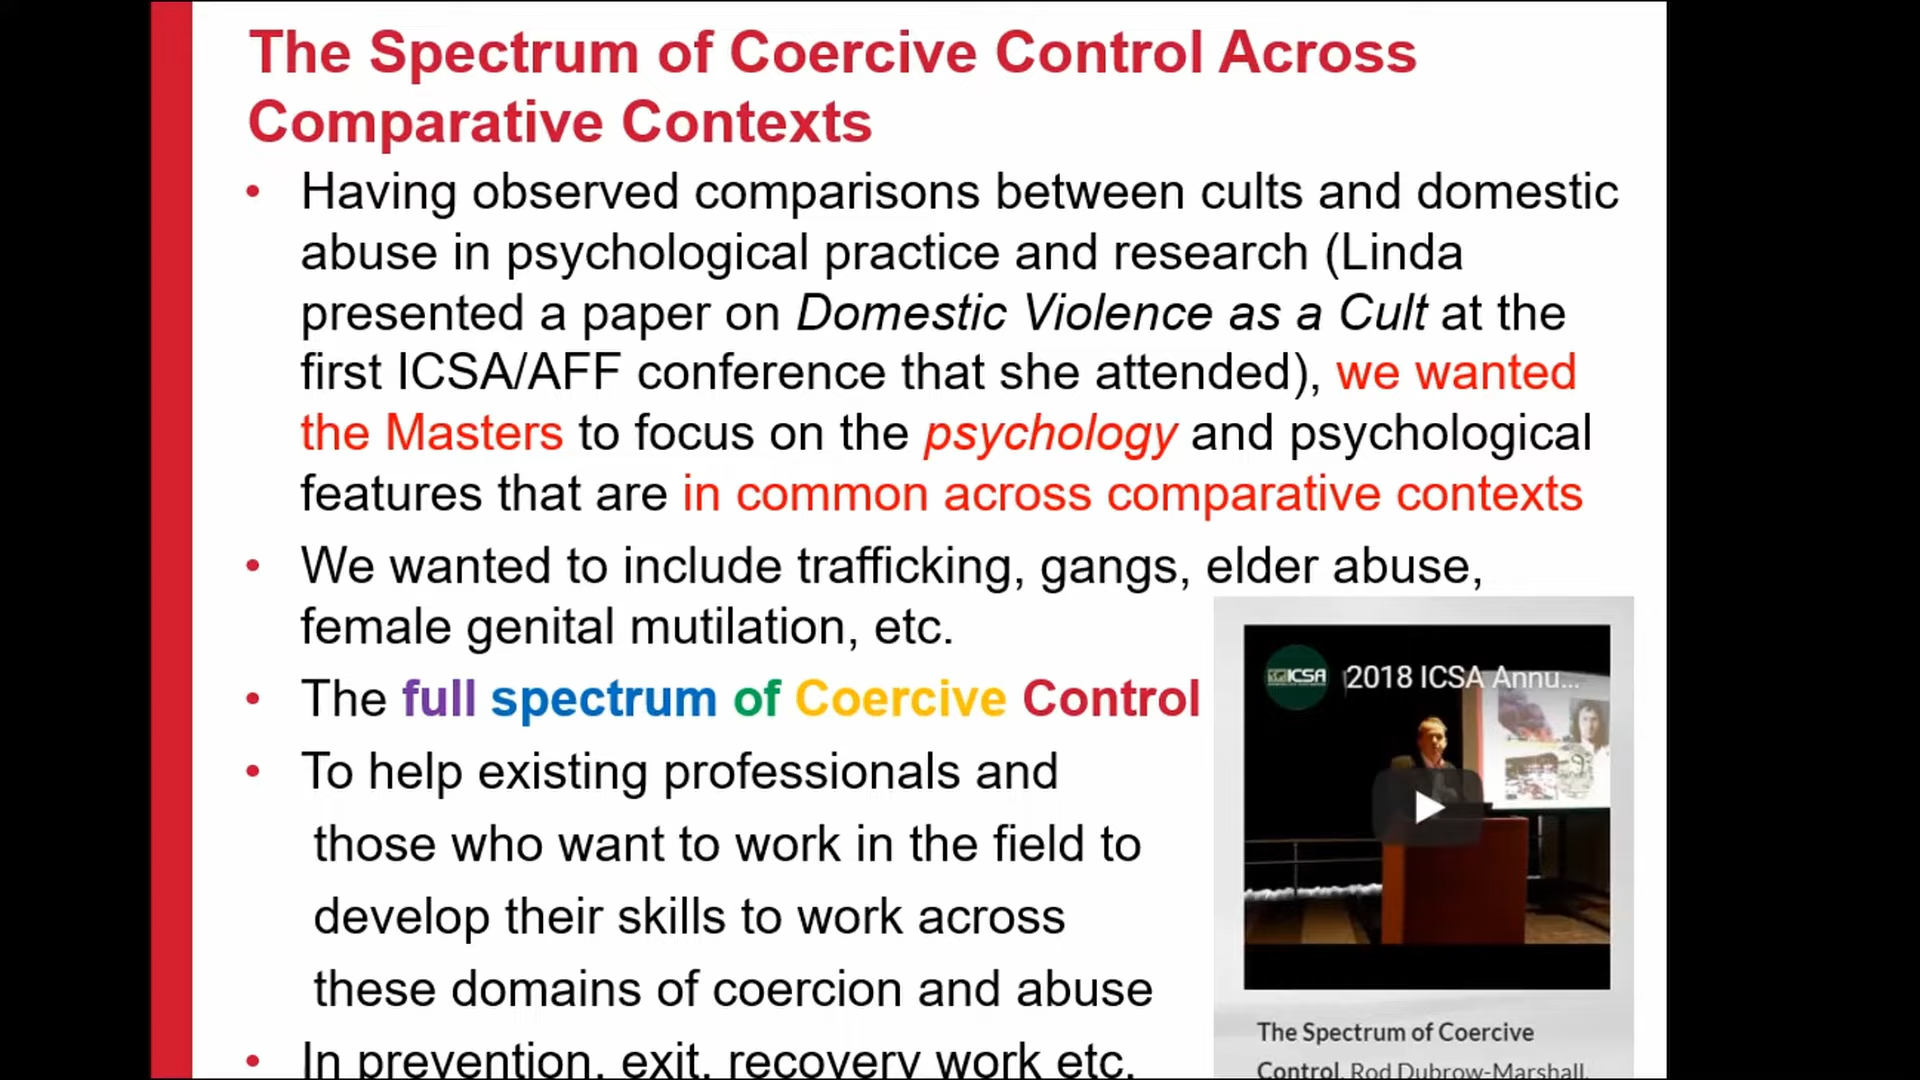 The Spectrum of Coercive Control Across
Comparative Contexts
• Having observed comparisons between cults and domestic
abuse in psychological practice and research (Linda
presented a paper on Domestic Violence as a Cult at the
first ICSA/AFF conference that she attended), we wanted
the Masters to focus on the psychology and psychological
features that are in common across comparative contexts
• We wanted to include trafficking, gangs, elder abuse,
female genital mutilation, etc.
• The full spectrum of Coercive Control
• To help existing professionals and
those who want to work in the field to
develop their skills to work across
these domains of coercion and abuse
• In prevention, exit, recovery work etc.
ICSA
2018 ICSA Annu...
The Spectrum of Coercive
Control, Rod Dubrow-Marshall,